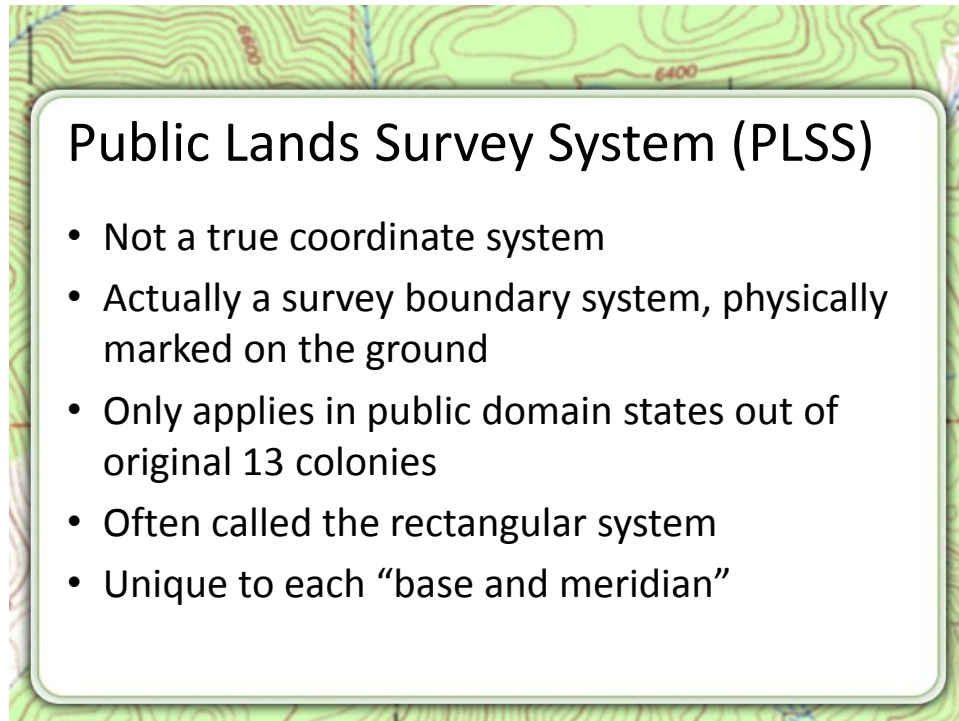 6600
6400
Public Lands Survey System (PLSS)
• Not a true coordinate system
• Actually a survey boundary system, physically
marked on the ground
• Only applies in public domain states out of
original 13 colonies
• Often called the rectangular system
• Unique to each “base and meridian”